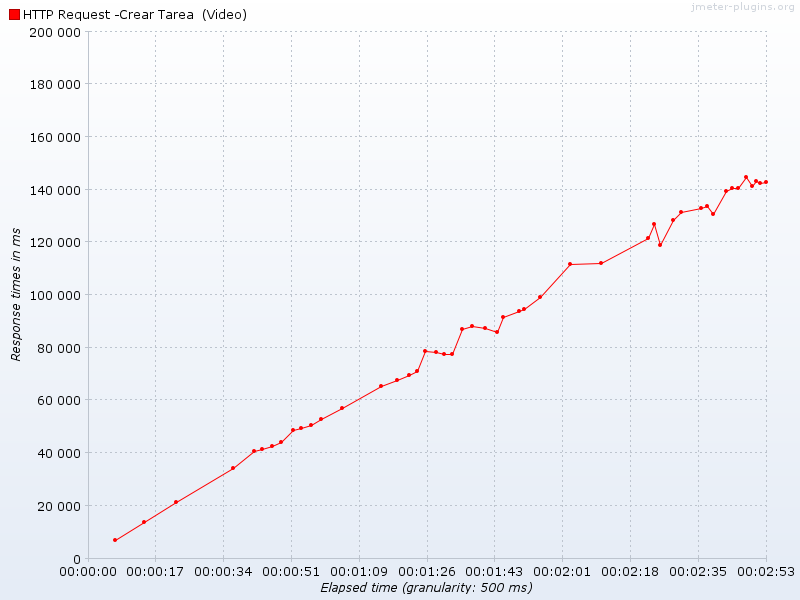 jmeter-plugins.org
HTTP Request -Crear Tarea (Video)
200 000
180 000
160 000
140 000
120 000
100 000
80 000
60 000
40 000
20 000
0
Response times in ms
00:00:00 00:00:17 00:00:34 00:00:51 00:01:09 00:01:26 00:01:43 00:02:01 00:02:18 00:02:35 00:02:53
Elapsed time (granularity: 500 ms)